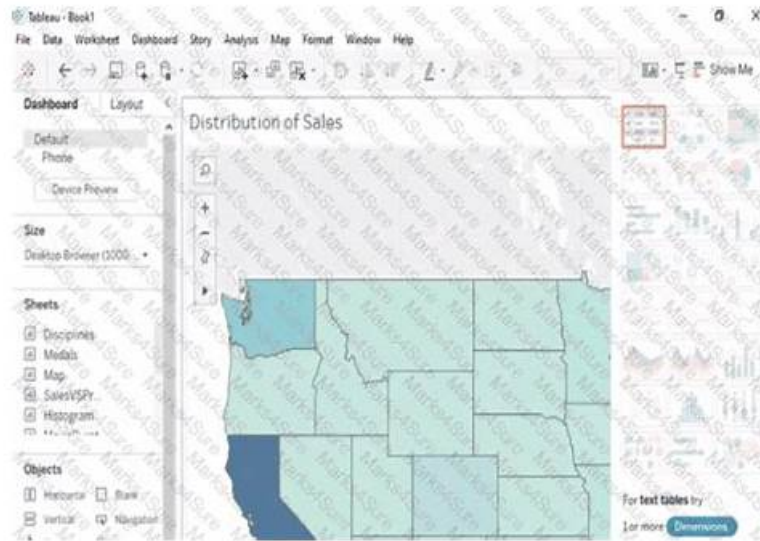 Tableau - Book1
File Data Worksheet Dashboard Story Analysis Map Format Window Help
Show Me
Dashboard Layout
Default
Phone
Device Preview
Size
Desktop Browser (1000 ...
Sheets
Disciplines
Medals
Map
SalesVSPr...
Histogram...
Objects
Horizontal Blank
Vertical Navigation
Distribution of Sales
For text tables try
1 or more Dimensions
Marks4Sure